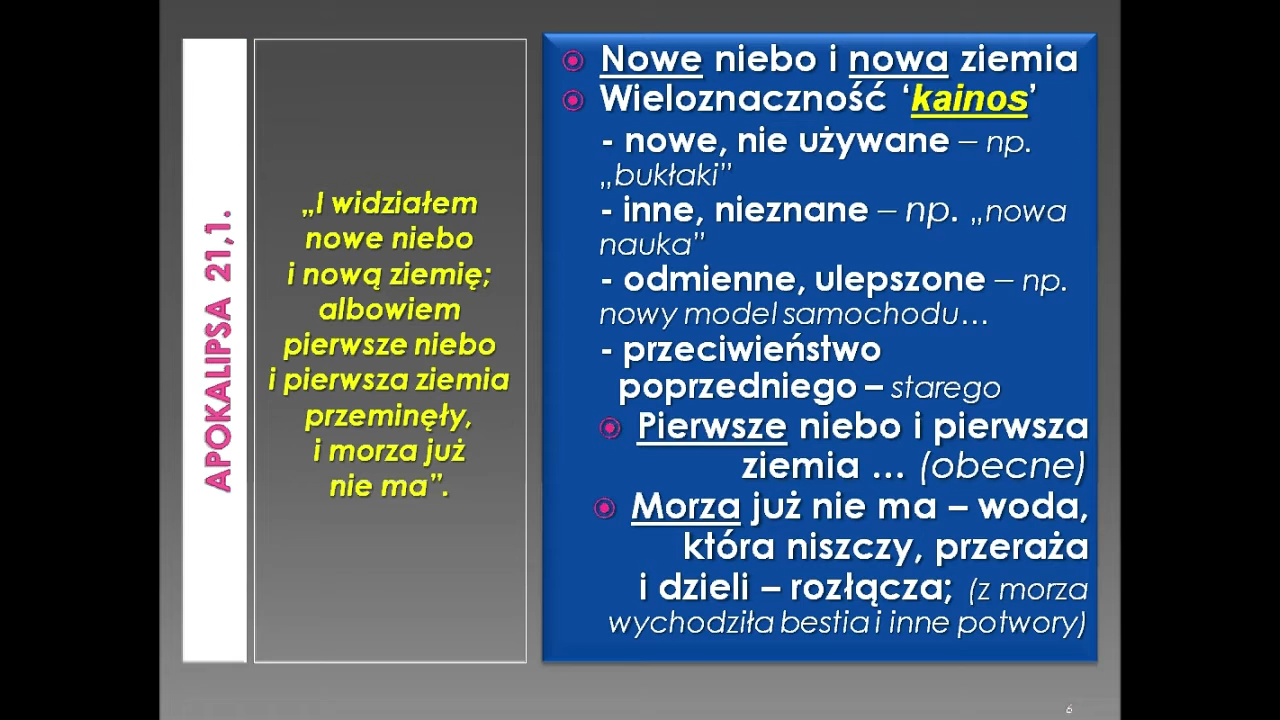 APOKALIPSA 21,1.
„I widziałem
nowe niebo
i nową ziemię;
albowiem
pierwsze niebo
i pierwsza ziemia
przeminęły,
i morza już
nie ma”.
Nowe niebo i nowa ziemia
Wieloznaczność ‘kainos’
- nowe, nie używane – np.
„bukłaki”
- inne, nieznane – np. „nowa
nauka”
- odmienne, ulepszone – np.
nowy model samochodu…
- przeciwieństwo
poprzedniego – starego
Pierwsze niebo i pierwsza
ziemia … (obecne)
Morza już nie ma – woda,
która niszczy, przeraża
i dzieli – rozłącza; (z morza
wychodziła bestia i inne potwory)
6